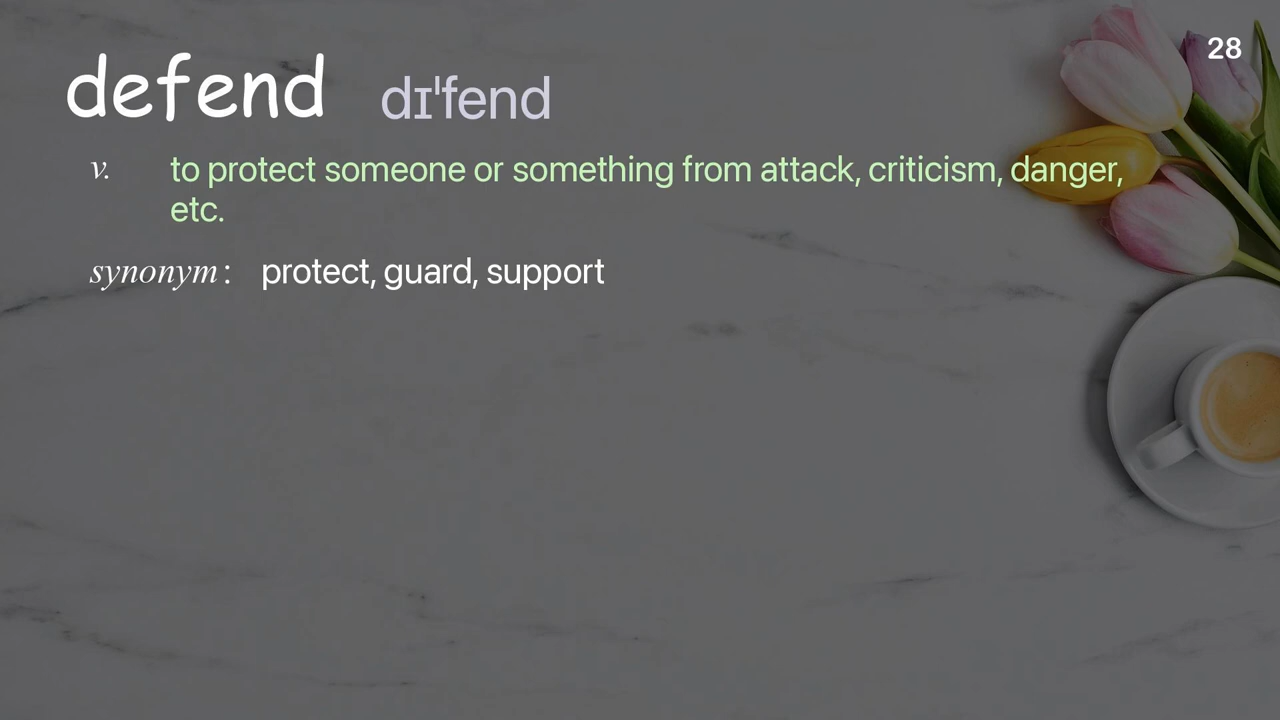 28
defend dɪˈfend
v. to protect someone or something from attack, criticism, danger,
etc.
synonym : protect, guard, support